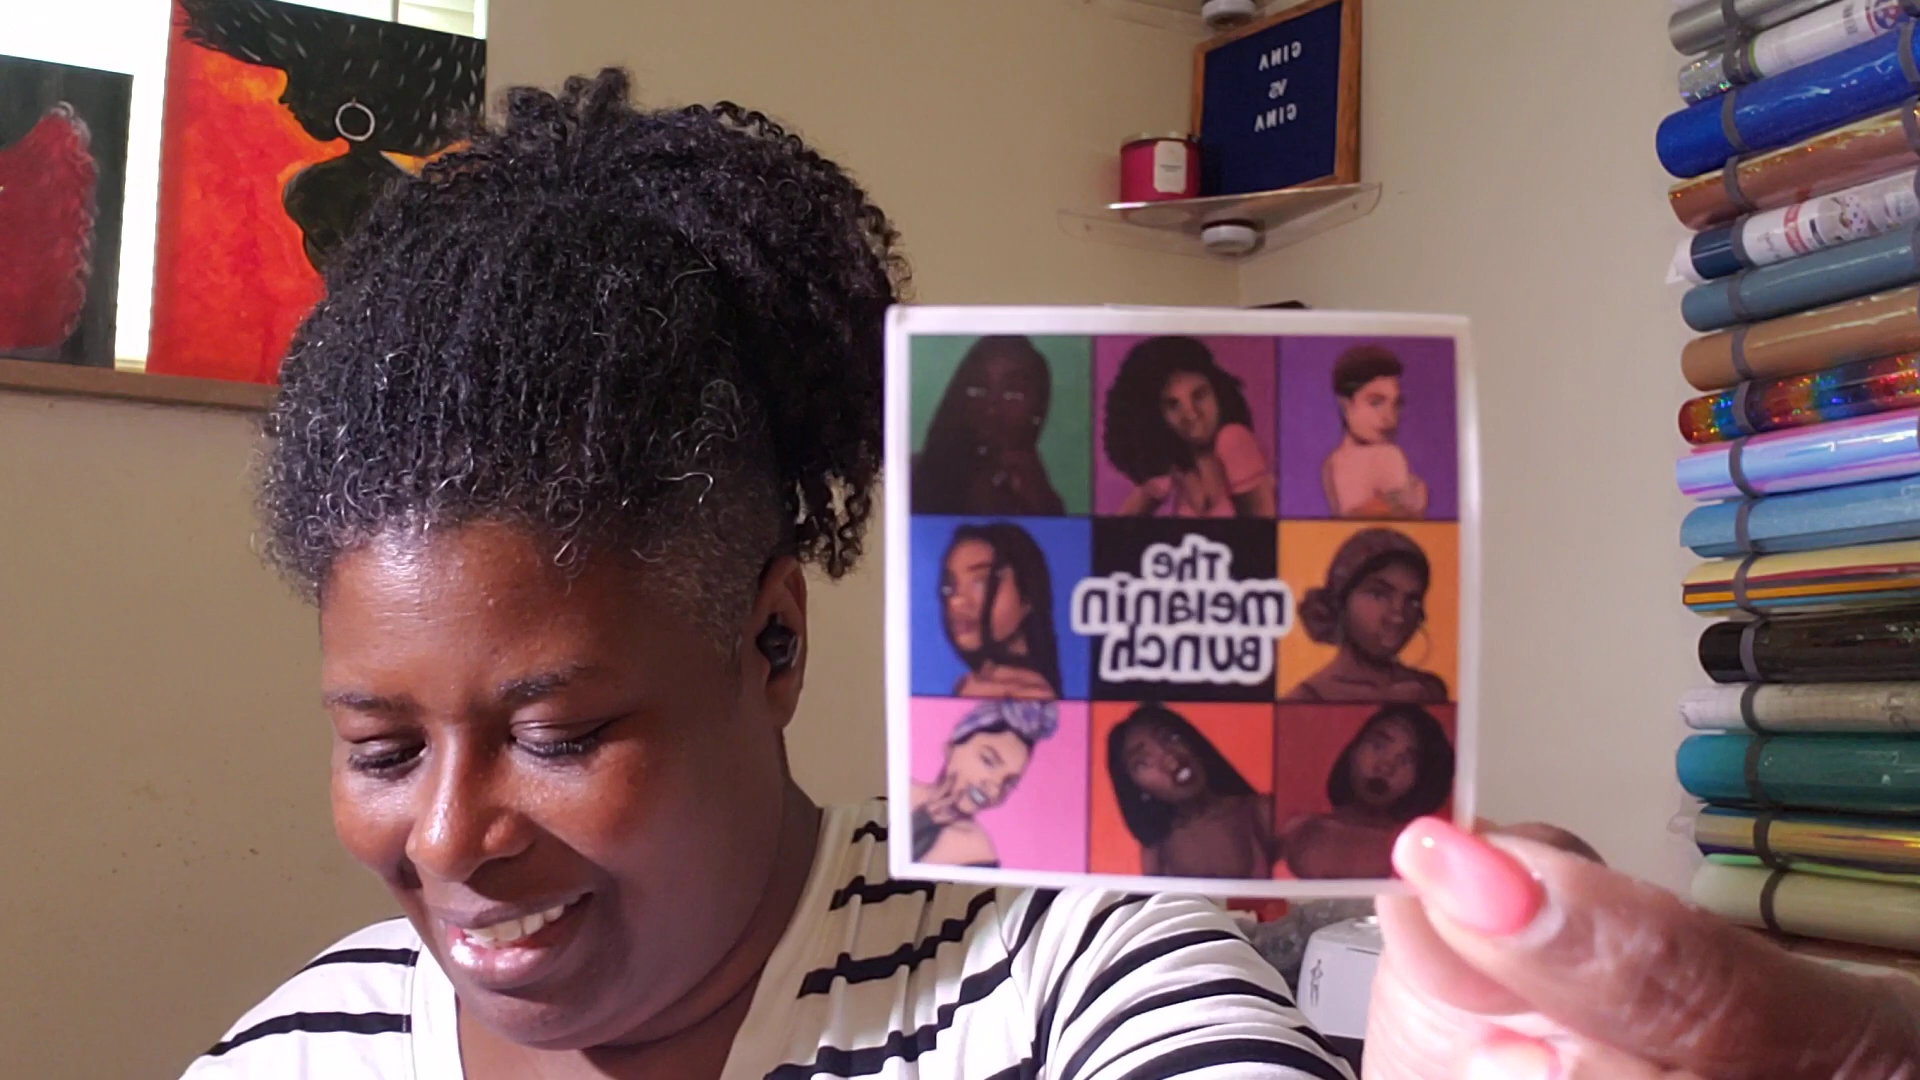 GINA
VS
GINA
The
melanin
BUNCH